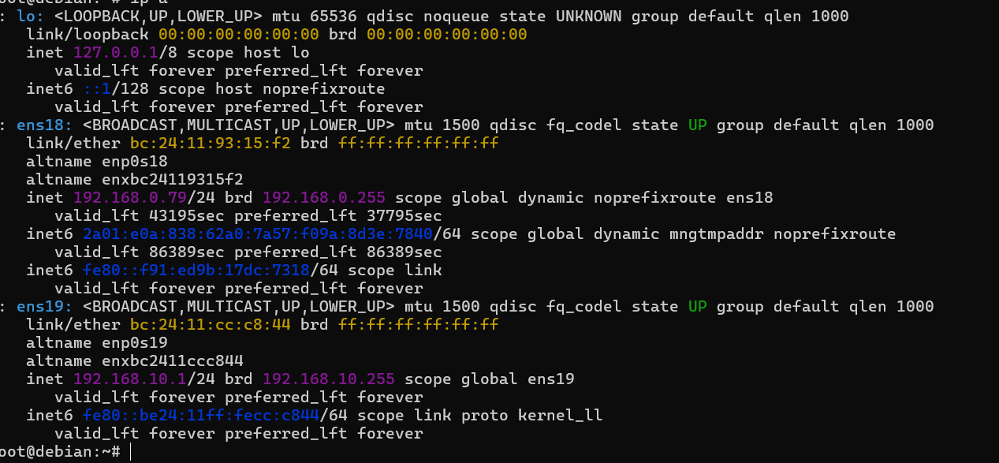 oot@debian:~# ip a
: lo: <LOOPBACK,UP,LOWER_UP> mtu 65536 qdisc noqueue state UNKNOWN group default qlen 1000
link/loopback 00:00:00:00:00:00 brd 00:00:00:00:00:00
inet 127.0.0.1/8 scope host lo
valid_lft forever preferred_lft forever
inet6 ::1/128 scope host noprefixroute
valid_lft forever preferred_lft forever
: ens18: <BROADCAST,MULTICAST,UP,LOWER_UP> mtu 1500 qdisc fq_codel state UP group default qlen 1000
link/ether bc:24:11:93:15:f2 brd ff:ff:ff:ff:ff:ff
altname enp0s18
altname enxbc24119315f2
inet 192.168.0.79/24 brd 192.168.0.255 scope global dynamic noprefixroute ens18
valid_lft 43195sec preferred_lft 37795sec
inet6 2a01:e0a:838:62a0:7a57:f09a:8d3e:7840/64 scope global dynamic mngtmpaddr noprefixroute
valid_lft 86389sec preferred_lft 86389sec
inet6 fe80::f91:ed9b:17dc:7318/64 scope link
valid_lft forever preferred_lft forever
: ens19: <BROADCAST,MULTICAST,UP,LOWER_UP> mtu 1500 qdisc fq_codel state UP group default qlen 1000
link/ether bc:24:11:cc:c8:44 brd ff:ff:ff:ff:ff:ff
altname enp0s19
altname enxbc2411ccc844
inet 192.168.10.1/24 brd 192.168.10.255 scope global ens19
valid_lft forever preferred_lft forever
inet6 fe80::be24:11ff:fecc:c844/64 scope link proto kernel_ll
valid_lft forever preferred_lft forever
oot@debian:~#